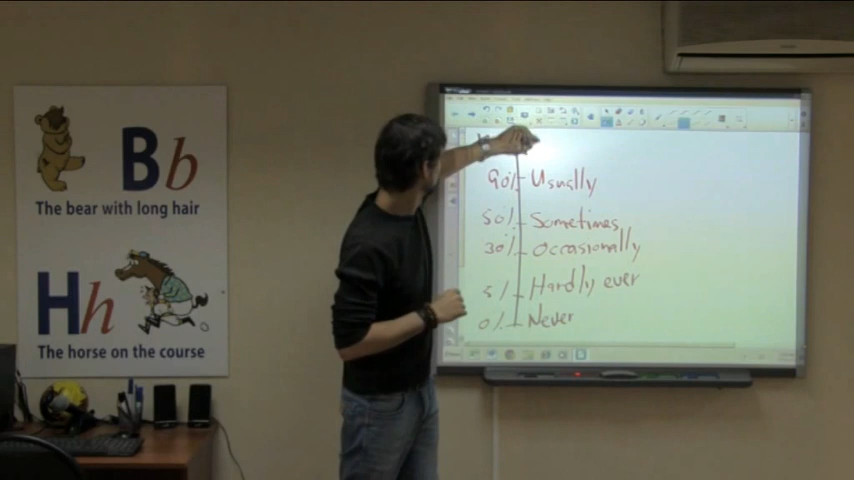 Bb
The bear with long hair
Hh
The horse on the course
90% Usually
50% Sometimes
30% Occasionally
5% Hardly ever
0% Never